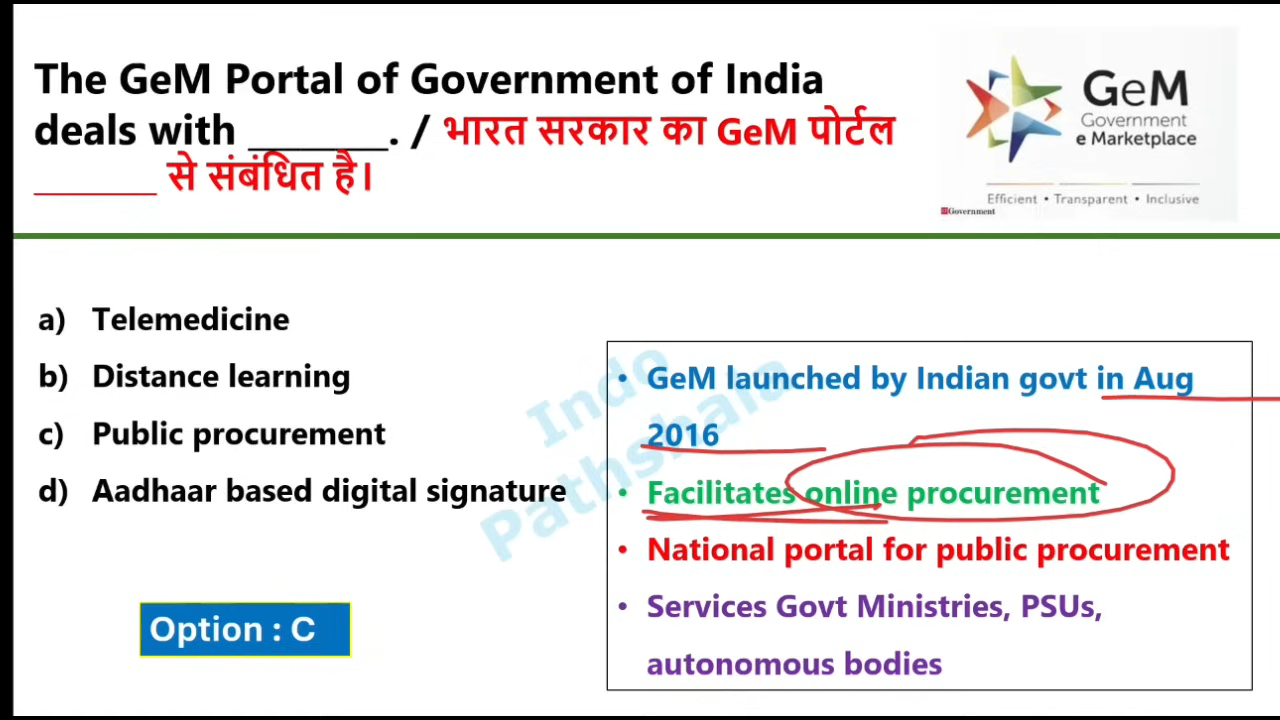 The GeM Portal of Government of India
deals with ________. / भारत सरकार का GeM पोर्टल
_______ से संबंधित है।
GeM
Government
e Marketplace
Efficient • Transparent • Inclusive
Government
a) Telemedicine
b) Distance learning
c) Public procurement
d) Aadhaar based digital signature
Option : C
• GeM launched by Indian govt in Aug
2016
• Facilitates online procurement
• National portal for public procurement
• Services Govt Ministries, PSUs,
autonomous bodies
Indo
Pathshala